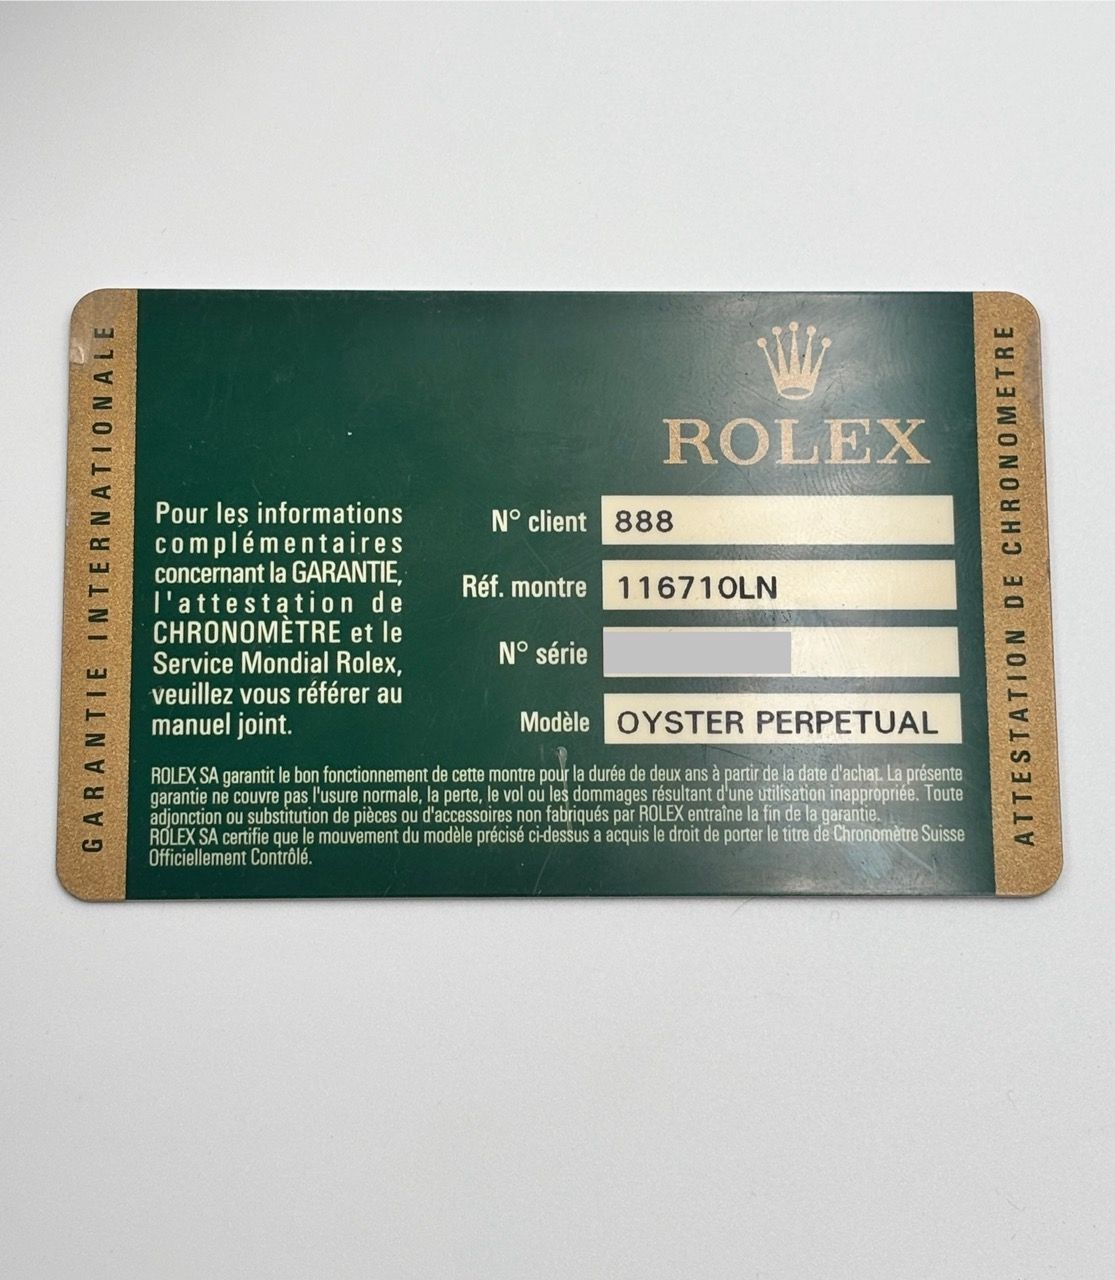 GARANTIE INTERNATIONALE
ROLEX
Pour les informations
complémentaires
concernant la GARANTIE,
l'attestation de
CHRONOMÈTRE et le
Service Mondial Rolex,
veuillez vous référer au
manuel joint.
N° client 888
Réf. montre 116710LN
N° série
Modèle OYSTER PERPETUAL
ROLEX SA garantit le bon fonctionnement de cette montre pour la durée de deux ans à partir de la date d'achat. La présente
garantie ne couvre pas l'usure normale, la perte, le vol ou les dommages résultant d'une utilisation inappropriée. Toute
adjonction ou substitution de pièces ou d'accessoires non fabriqués par ROLEX entraîne la fin de la garantie.
ROLEX SA certifie que le mouvement du modèle précisé ci-dessus a acquis le droit de porter le titre de Chronomètre Suisse
Officiellement Contrôlé.
ATTESTATION DE CHRONOMETRE